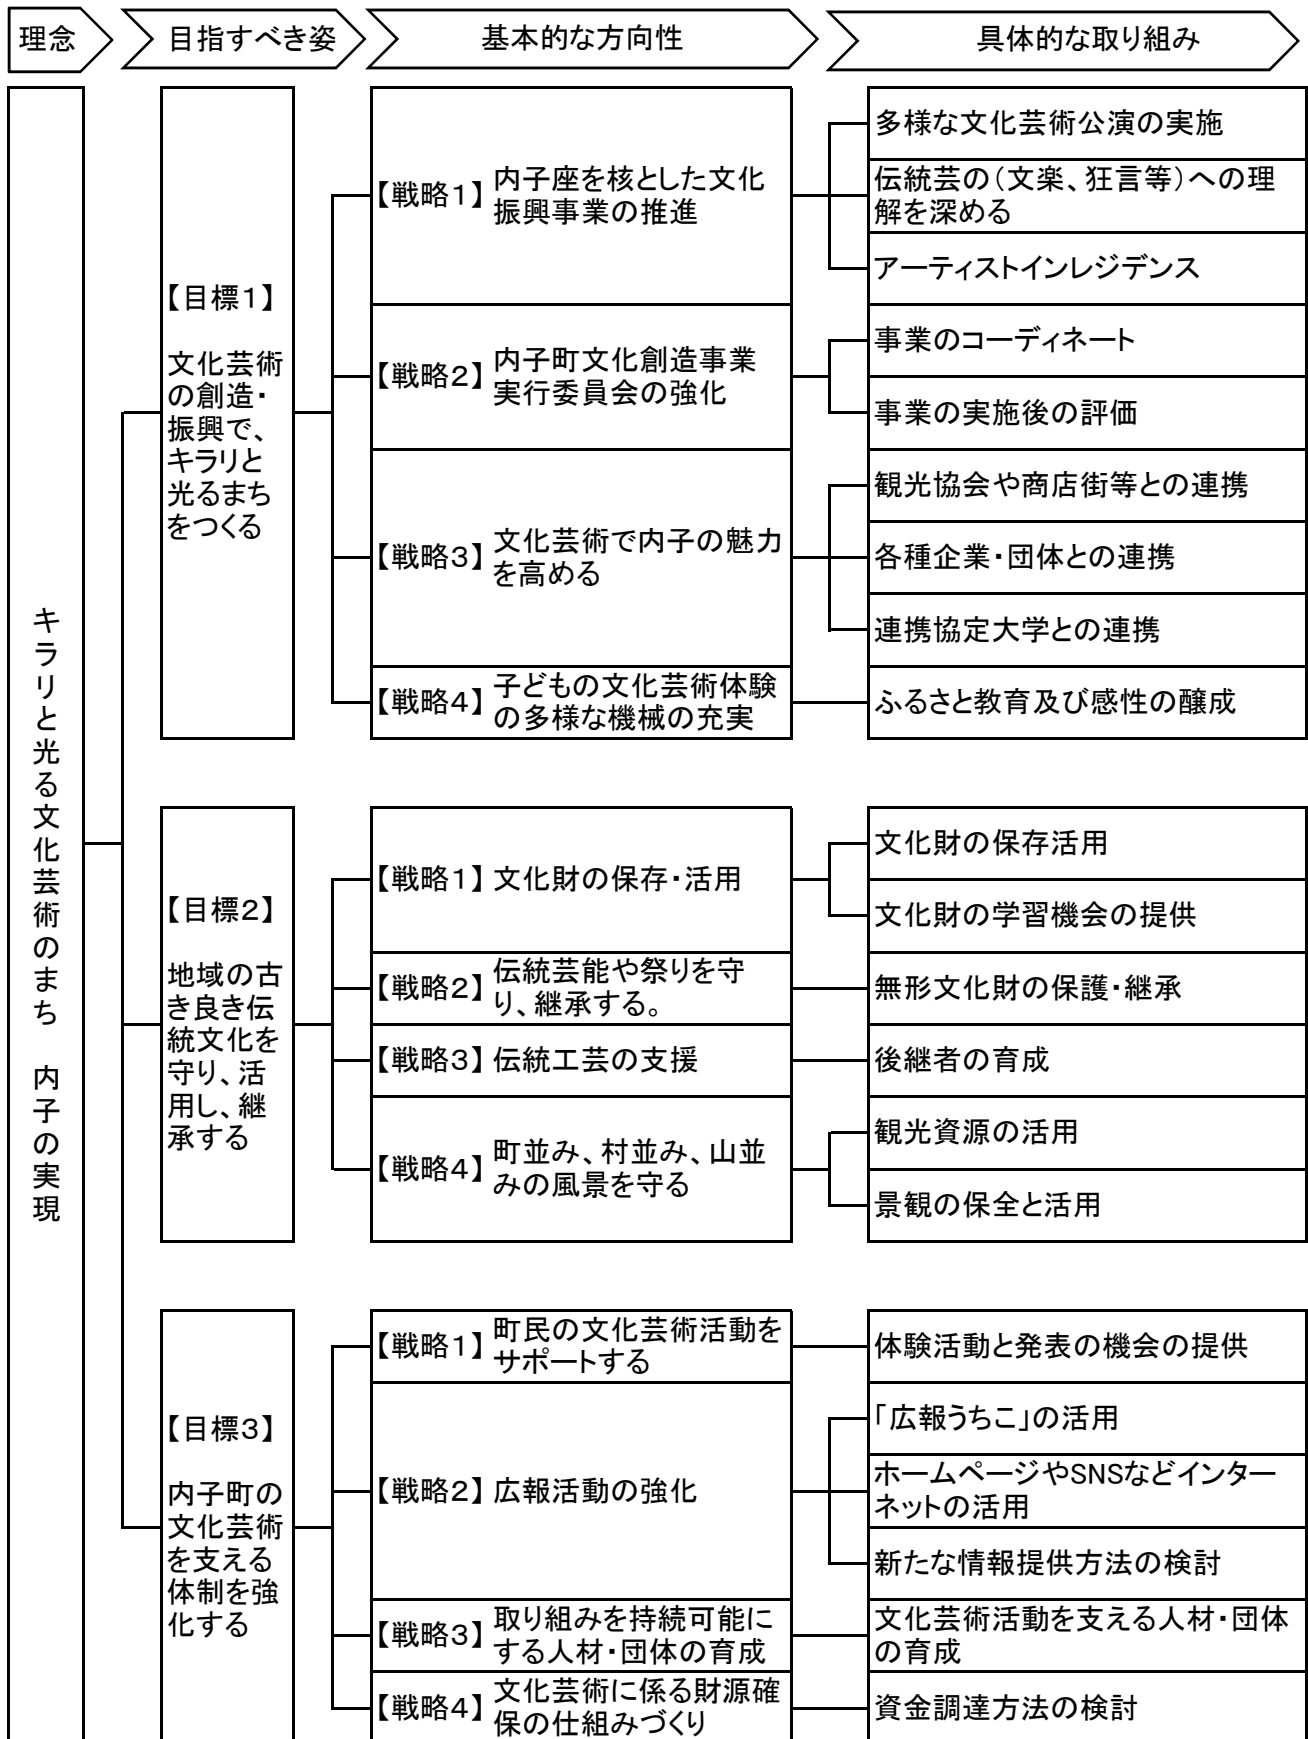 理念
目指すべき姿
基本的な方向性
具体的な取り組み
キラリと光る文化芸術のまち　内子の実現
【目標1】
文化芸術
の創造・
振興で、
キラリと
光るまち
をつくる
【戦略1】
内子座を核とした文化
振興事業の推進
多様な文化芸術公演の実施
伝統芸の(文楽、狂言等)への理
解を深める
アーティストインレジデンス
【戦略2】
内子町文化創造事業
実行委員会の強化
事業のコーディネート
事業の実施後の評価
【戦略3】
文化芸術で内子の魅力
を高める
観光協会や商店街等との連携
各種企業・団体との連携
連携協定大学との連携
【戦略4】
子どもの文化芸術体験
の多様な機械の充実
ふるさと教育及び感性の醸成
【目標2】
地域の古
き良き伝
統文化を
守り、活
用し、継
承する
【戦略1】
文化財の保存・活用
文化財の保存活用
文化財の学習機会の提供
【戦略2】
伝統芸能や祭りを守
り、継承する。
無形文化財の保護・継承
【戦略3】
伝統工芸の支援
後継者の育成
【戦略4】
町並み、村並み、山並
みの風景を守る
観光資源の活用
景観の保全と活用
【目標3】
内子町の
文化芸術
を支える
体制を強
化する
【戦略1】
町民の文化芸術活動を
サポートする
体験活動と発表の機会の提供
【戦略2】
広報活動の強化
「広報うちこ」の活用
ホームページやSNSなどインター
ネットの活用
新たな情報提供方法の検討
【戦略3】
取り組みを持続可能に
する人材・団体の育成
文化芸術活動を支える人材・団体
の育成
【戦略4】
文化芸術に係る財源確
保の仕組みづくり
資金調達方法の検討